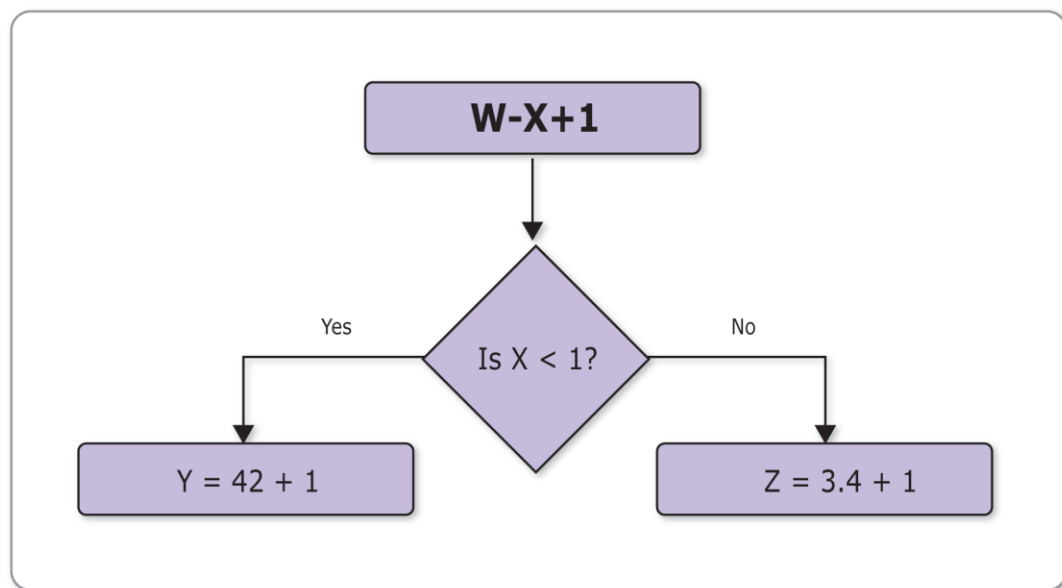 W-X+1
Yes
No
Is X < 1?
Y = 42 + 1
Z = 3.4 + 1